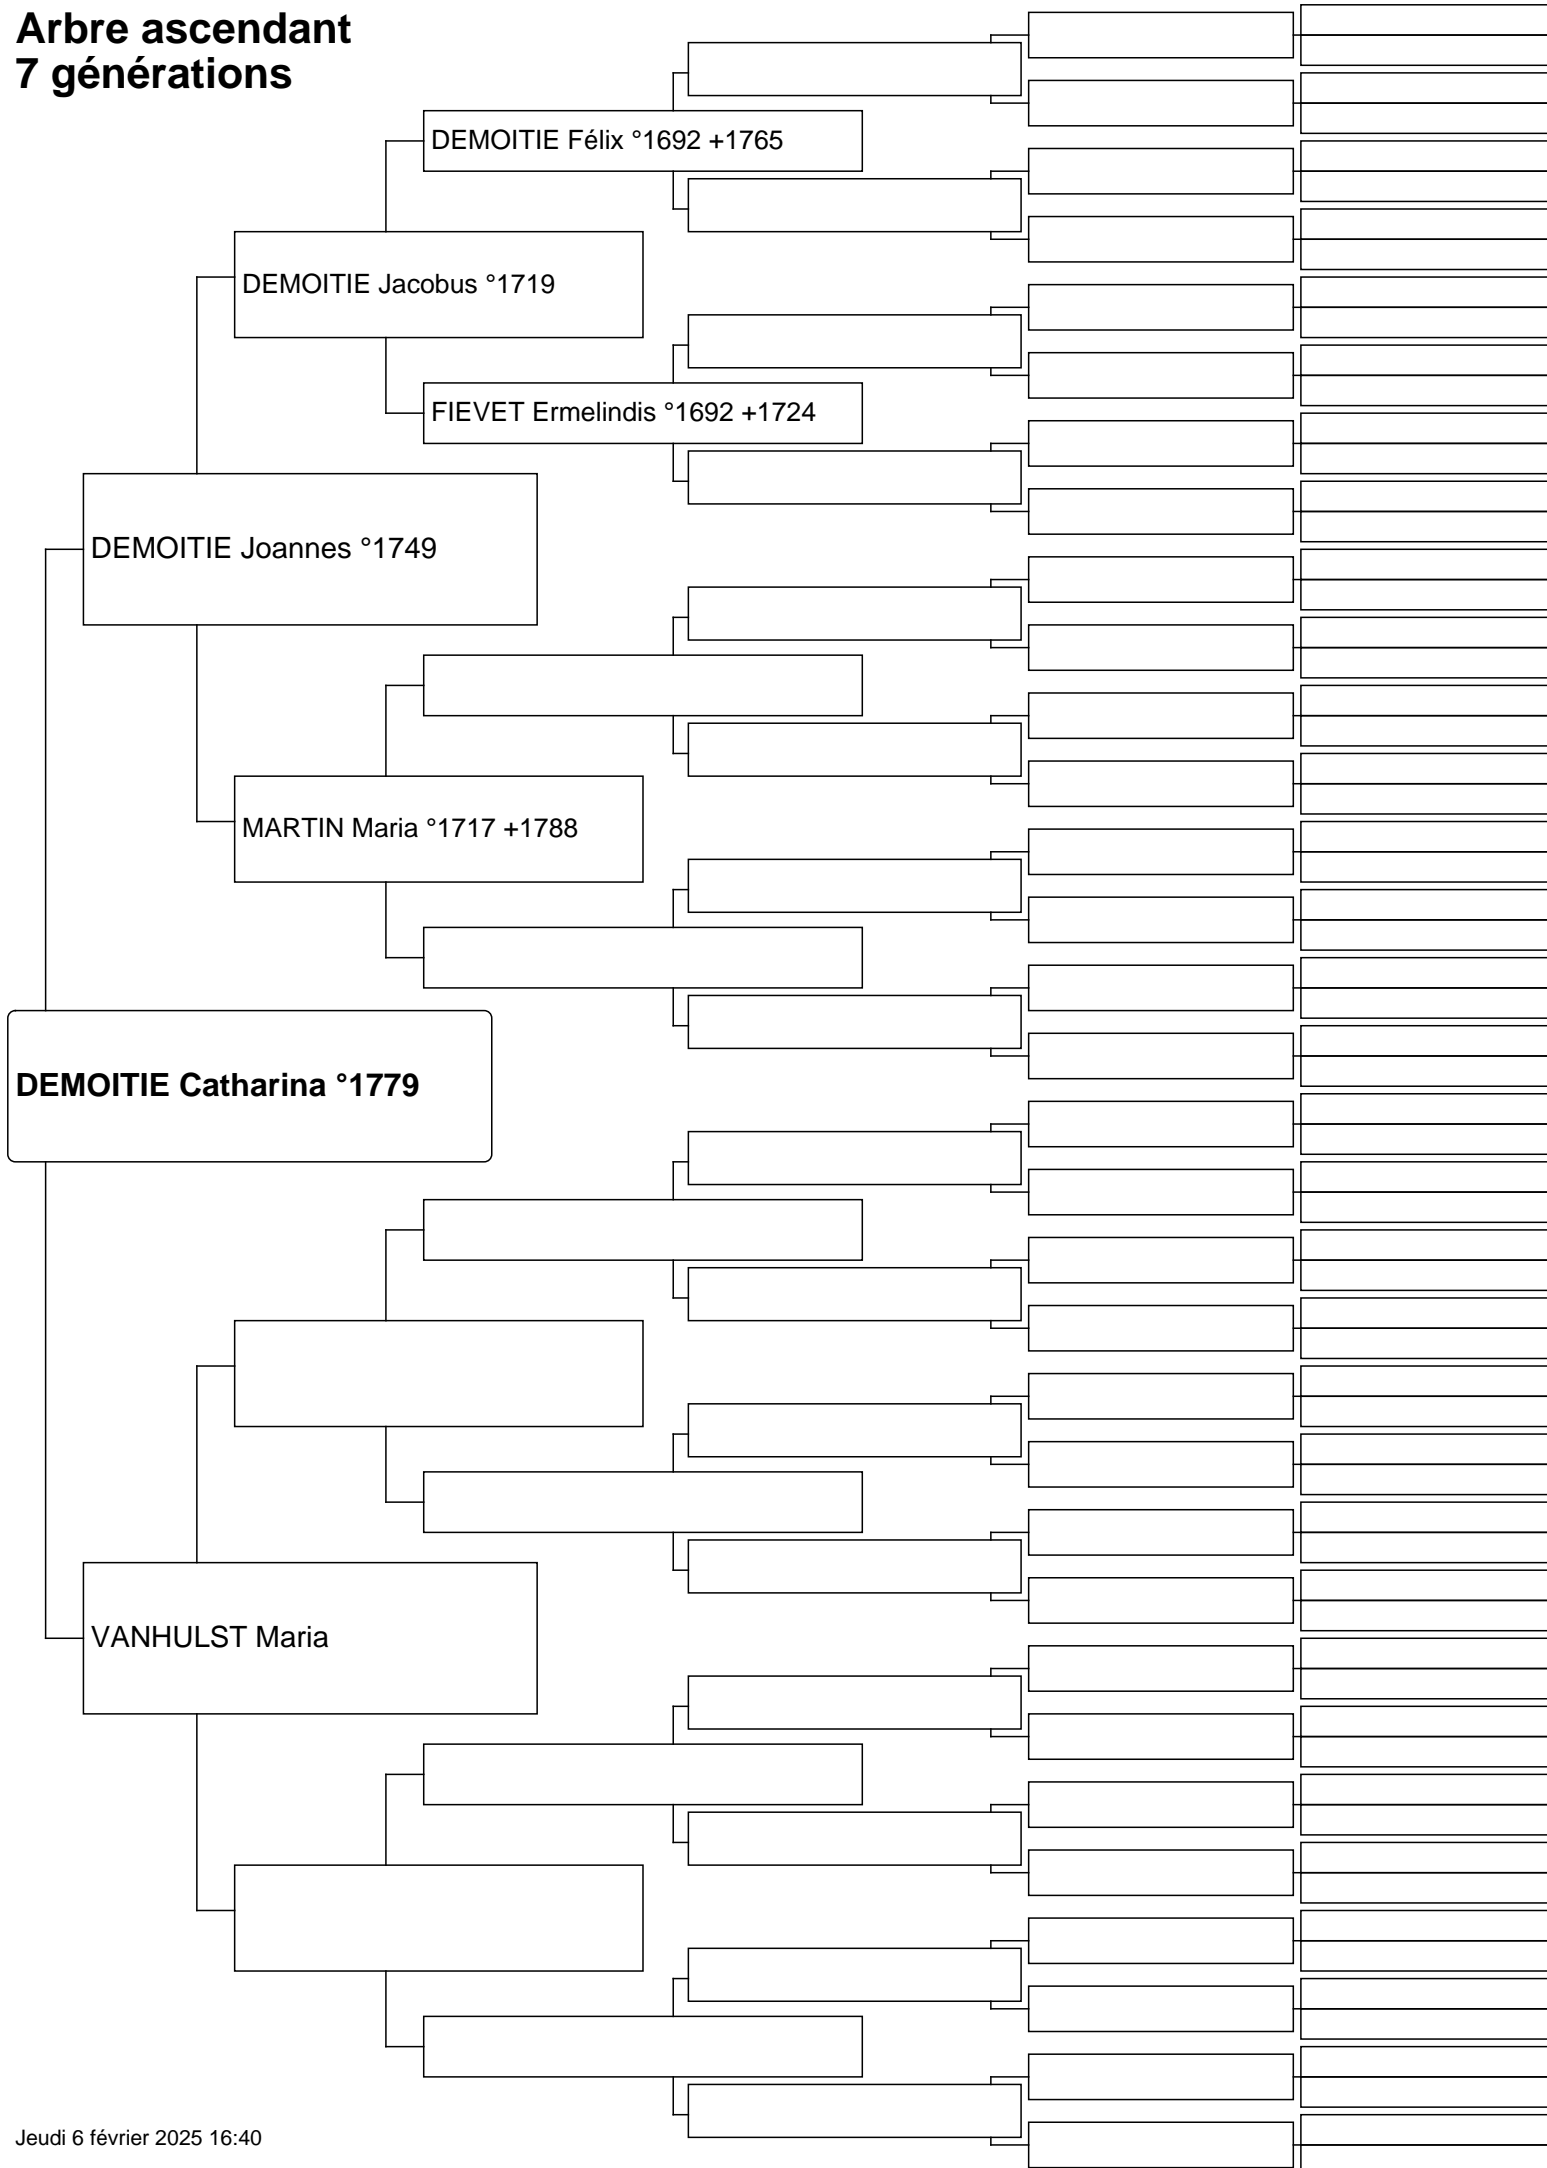 Arbre ascendant
7 générations
DEMOITIE Félix °1692 +1765
DEMOITIE Jacobus °1719
FIEVET Ermelindis °1692 +1724
DEMOITIE Joannes °1749
MARTIN Maria °1717 +1788
DEMOITIE Catharina °1779
VANHULST Maria
Jeudi 6 février 2025 16:40